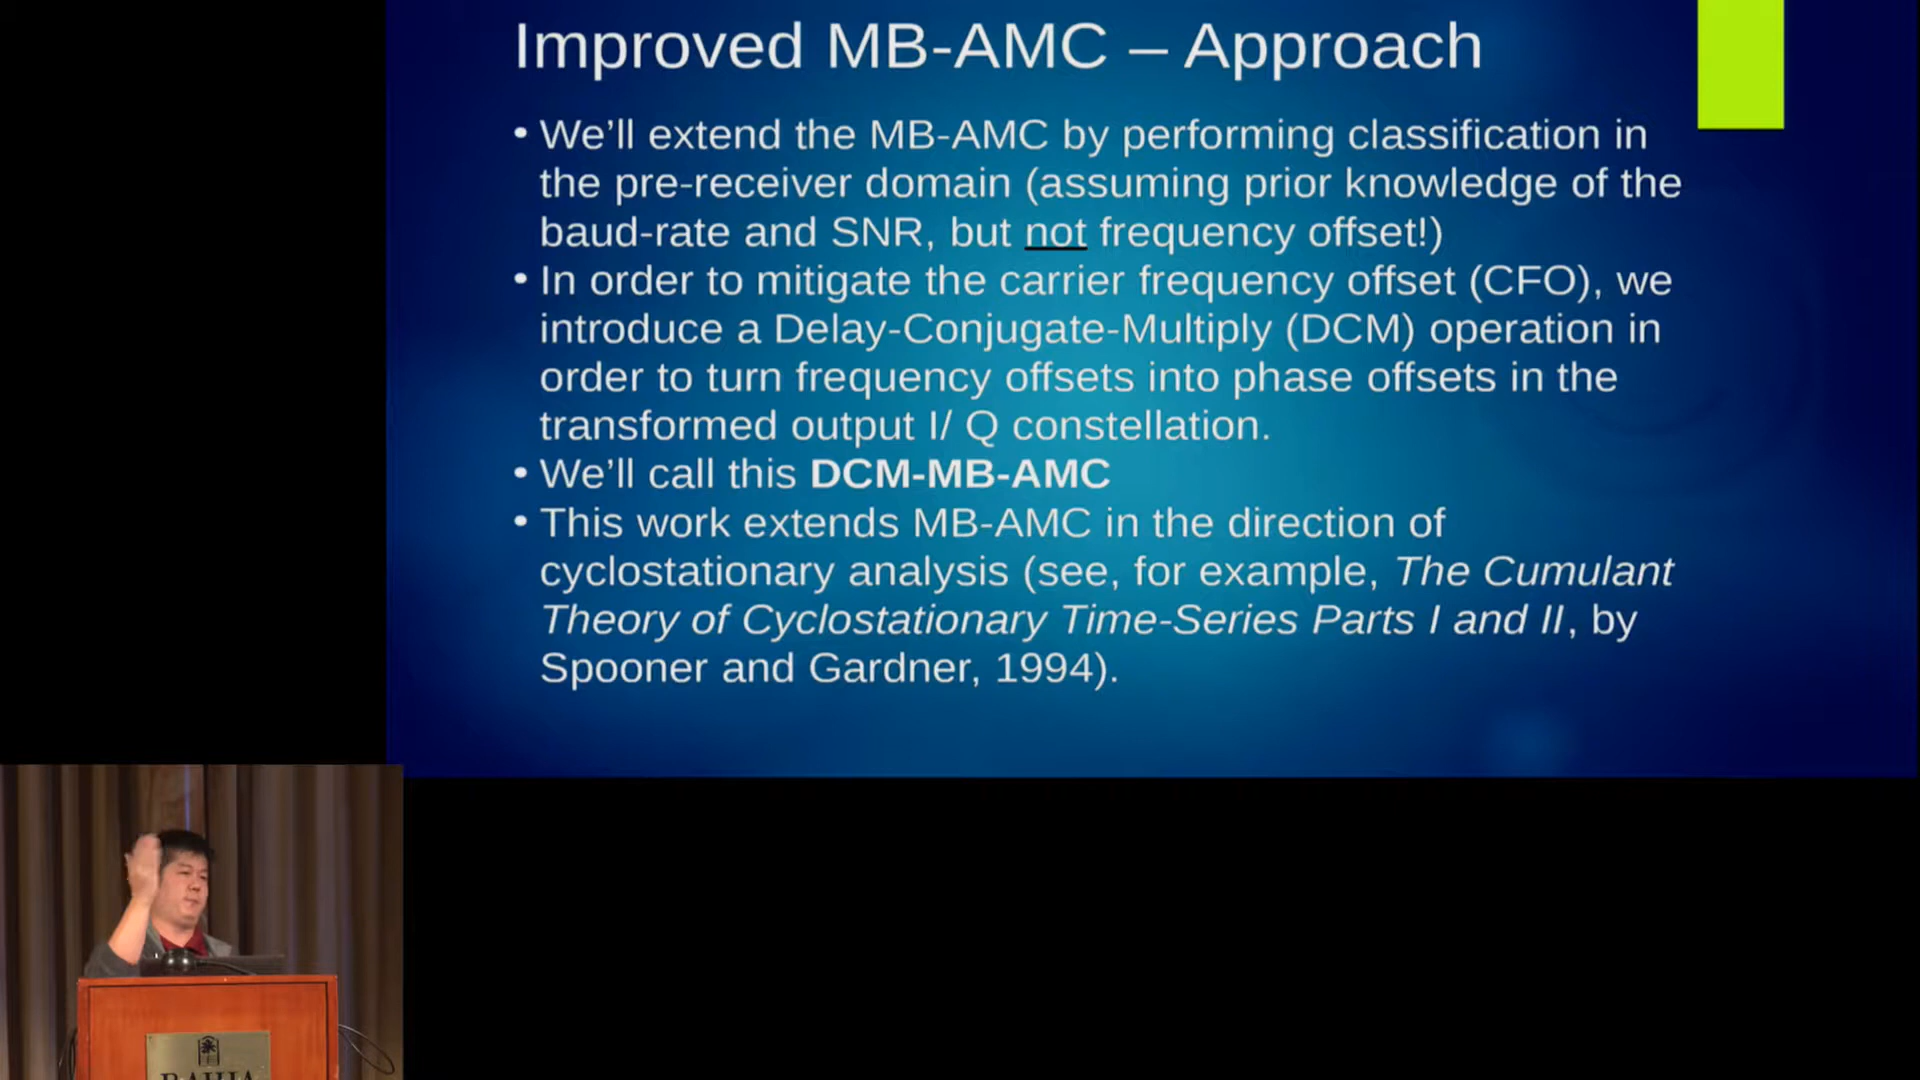 Improved MB-AMC – Approach
• We’ll extend the MB-AMC by performing classification in
the pre-receiver domain (assuming prior knowledge of the
baud-rate and SNR, but not frequency offset!)
• In order to mitigate the carrier frequency offset (CFO), we
introduce a Delay-Conjugate-Multiply (DCM) operation in
order to turn frequency offsets into phase offsets in the
transformed output I/ Q constellation.
• We’ll call this DCM-MB-AMC
• This work extends MB-AMC in the direction of
cyclostationary analysis (see, for example, The Cumulant
Theory of Cyclostationary Time-Series Parts I and II, by
Spooner and Gardner, 1994).
BAHIA